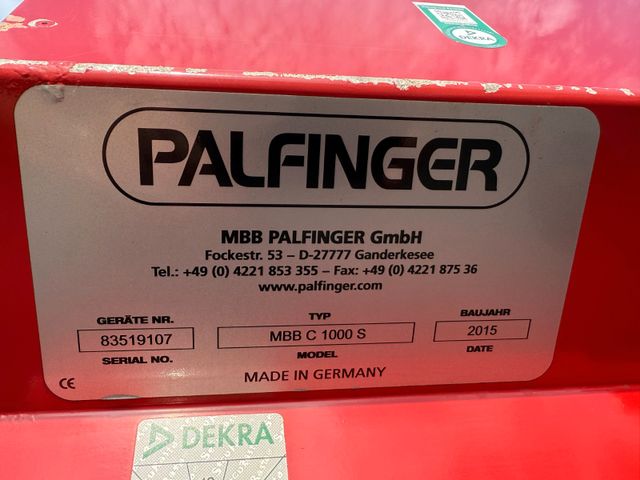 DEKRA
PALFINGER
MBB PALFINGER GmbH
Fockestr. 53 – D-27777 Ganderkesee
Tel.: +49 (0) 4221 853 355 – Fax: +49 (0) 4221 875 36
www.palfinger.com
GERÄTE NR. TYP BAUJAHR
83519107 MBB C 1000 S 2015
SERIAL NO. MODEL DATE
CE MADE IN GERMANY
DEKRA